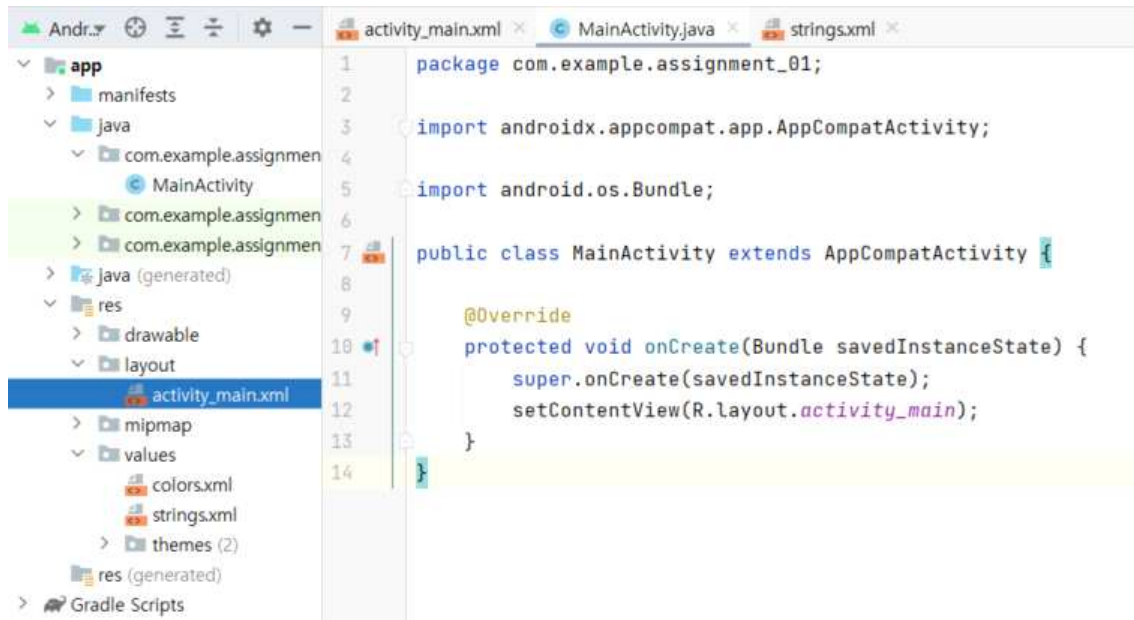 Andr..
activity_main.xml
MainActivity.java
strings.xml
app
manifests
java
com.example.assignmen
MainActivity
com.example.assignmen
com.example.assignmen
java (generated)
res
drawable
layout
activity_main.xml
mipmap
values
colors.xml
strings.xml
themes (2)
res (generated)
Gradle Scripts
1 package com.example.assignment_01;
2
3 import androidx.appcompat.app.AppCompatActivity;
4
5 import android.os.Bundle;
6
7 public class MainActivity extends AppCompatActivity {
8
9 @Override
10 protected void onCreate(Bundle savedInstanceState) {
11 super.onCreate(savedInstanceState);
12 setContentView(R.layout.activity_main);
13 }
14 }